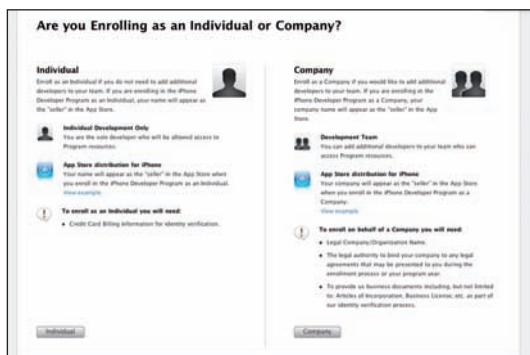 Are you Enrolling as an Individual or Company?
Individual
Enroll as an Individual if you do not need to add additional
developers to your team. If you are enrolling in the iPhone
Developer Program as an Individual, your name will appear as
the "seller" in the App Store.
Individual Development Only
You are the sole developer who will be allowed access to
Program resources.
App Store distribution for iPhone
Your name will appear as the "seller" in the App Store when
you enroll in the iPhone Developer Program as an Individual.
View example
To enroll as an Individual you will need:
• Credit Card Billing Information for identity verification.
Individual
Company
Enroll as a Company if you would like to add additional
developers to your team. If you are enrolling in the
iPhone Developer Program as a Company, your
company name will appear as the "seller" in the App
Store.
Development Team
You can add additional developers to your team who can
access Program resources.
App Store distribution for iPhone
Your company will appear as the "seller" in the App Store
when you enroll in the iPhone Developer Program as a
Company.
View example
To enroll on behalf of a Company you will need:
• Legal Company/Organization Name.
• The legal authority to bind your company to any legal
agreements that may be presented to you during the
enrollment process or your program year.
• To provide us business documents including, but not limited
to: Articles of Incorporation, Business License, etc. as part of
our identity verification process.
Company